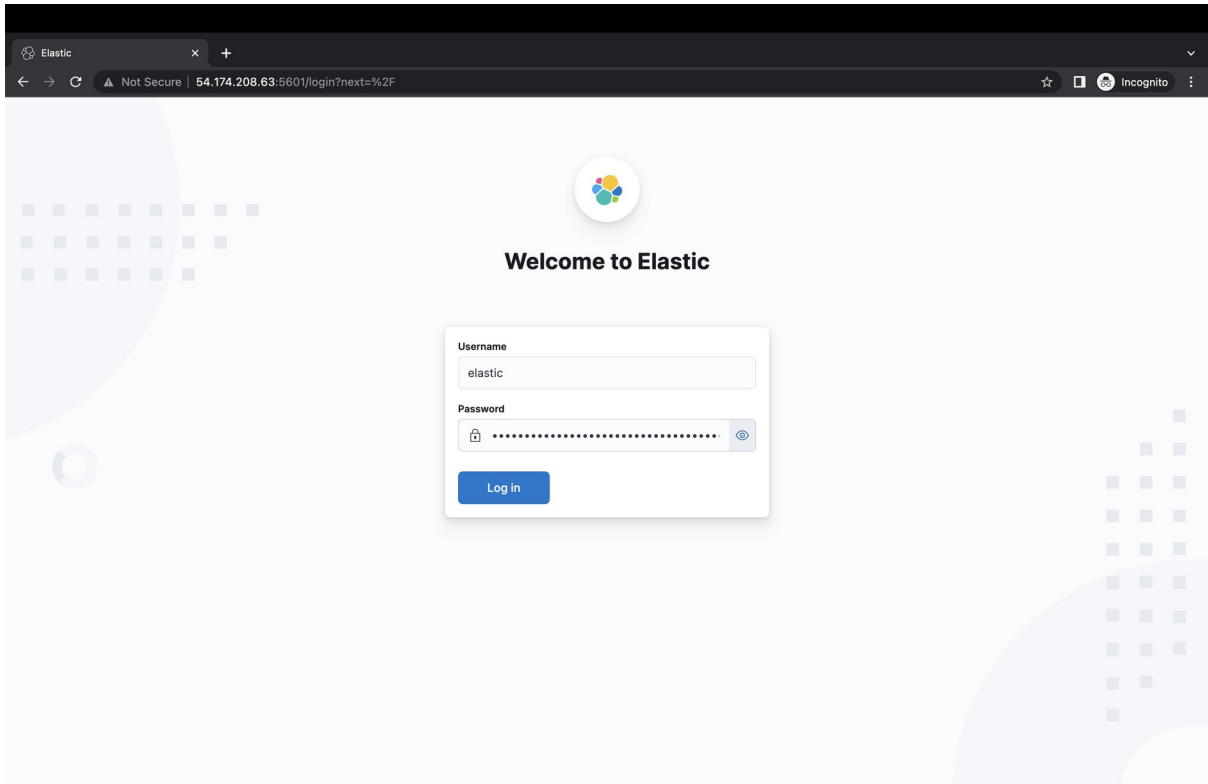 Elastic
Not Secure | 54.174.208.63:5601/login?next=%2F
Incognito
Welcome to Elastic
Username
elastic
Password
Log in